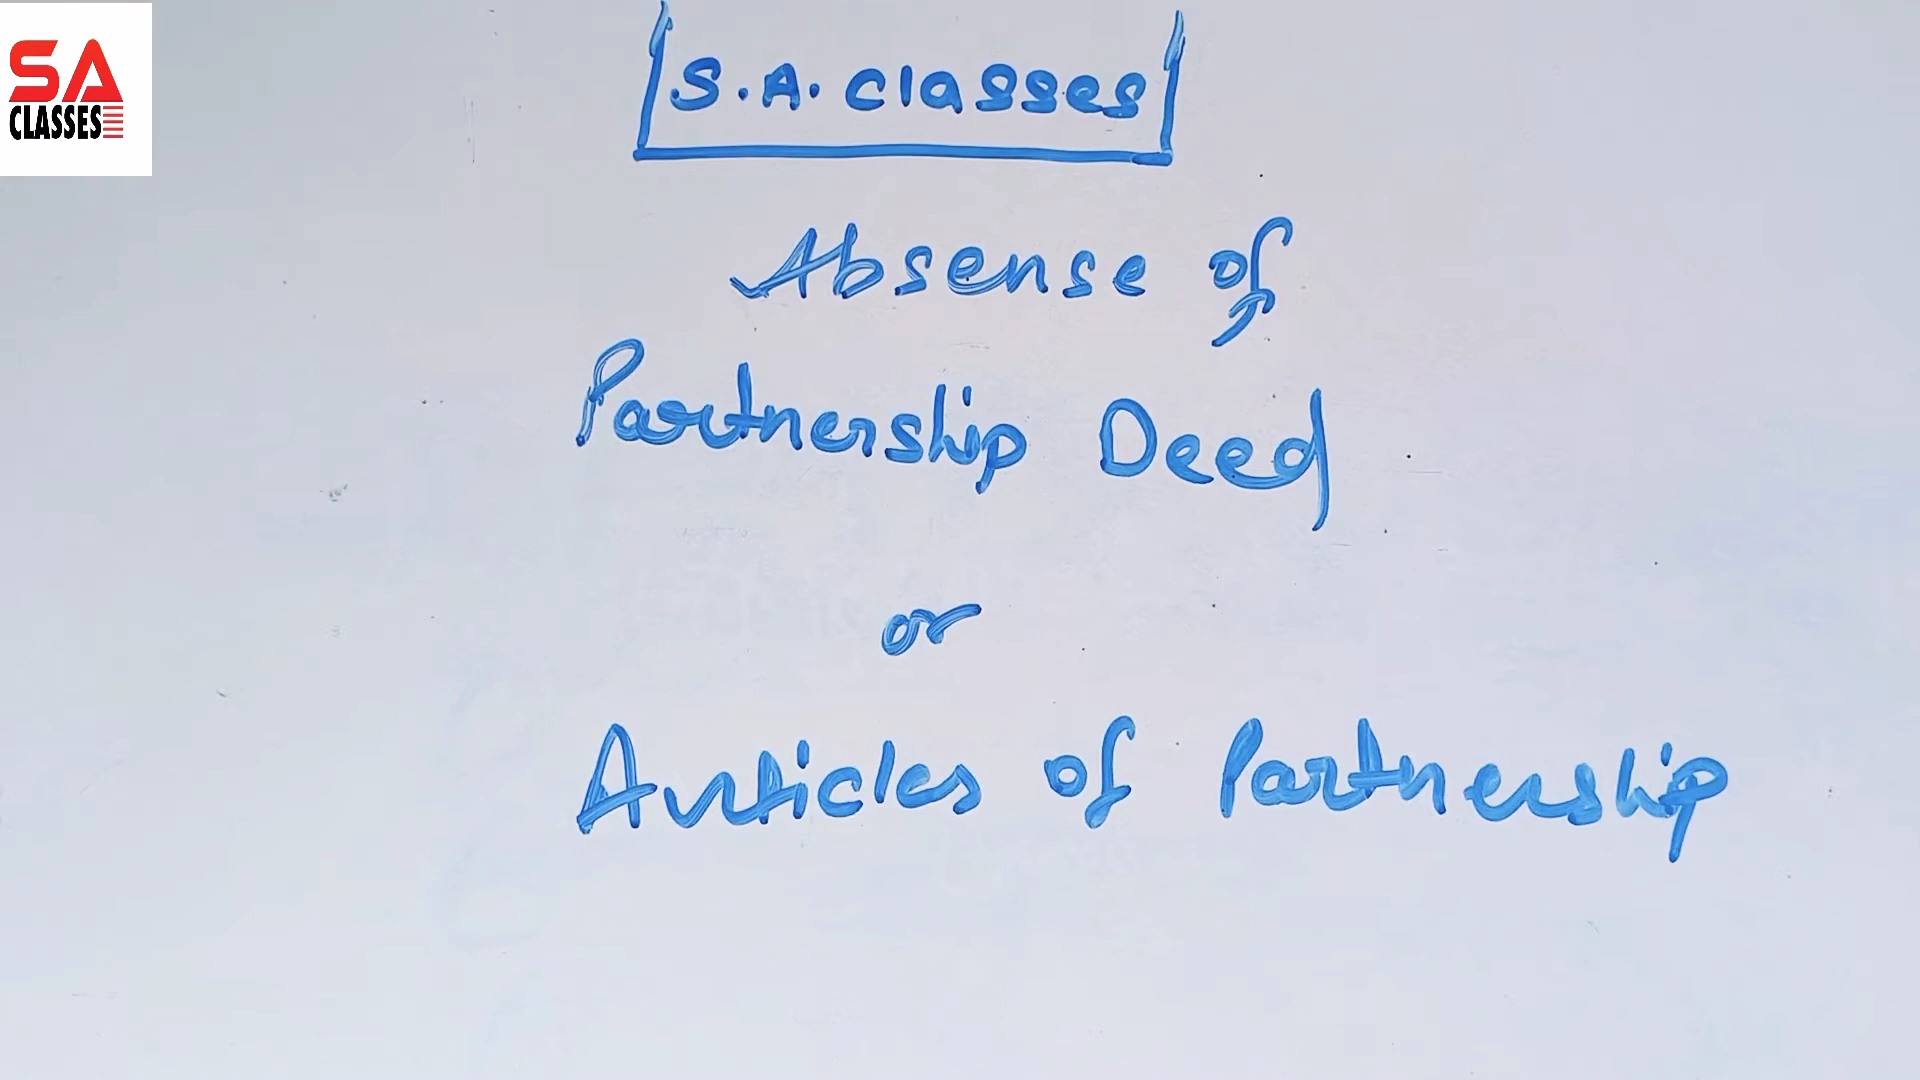 SA
CLASSES
S.A. classes
Absense of
Partnership Deed
or
Articles of Partnership